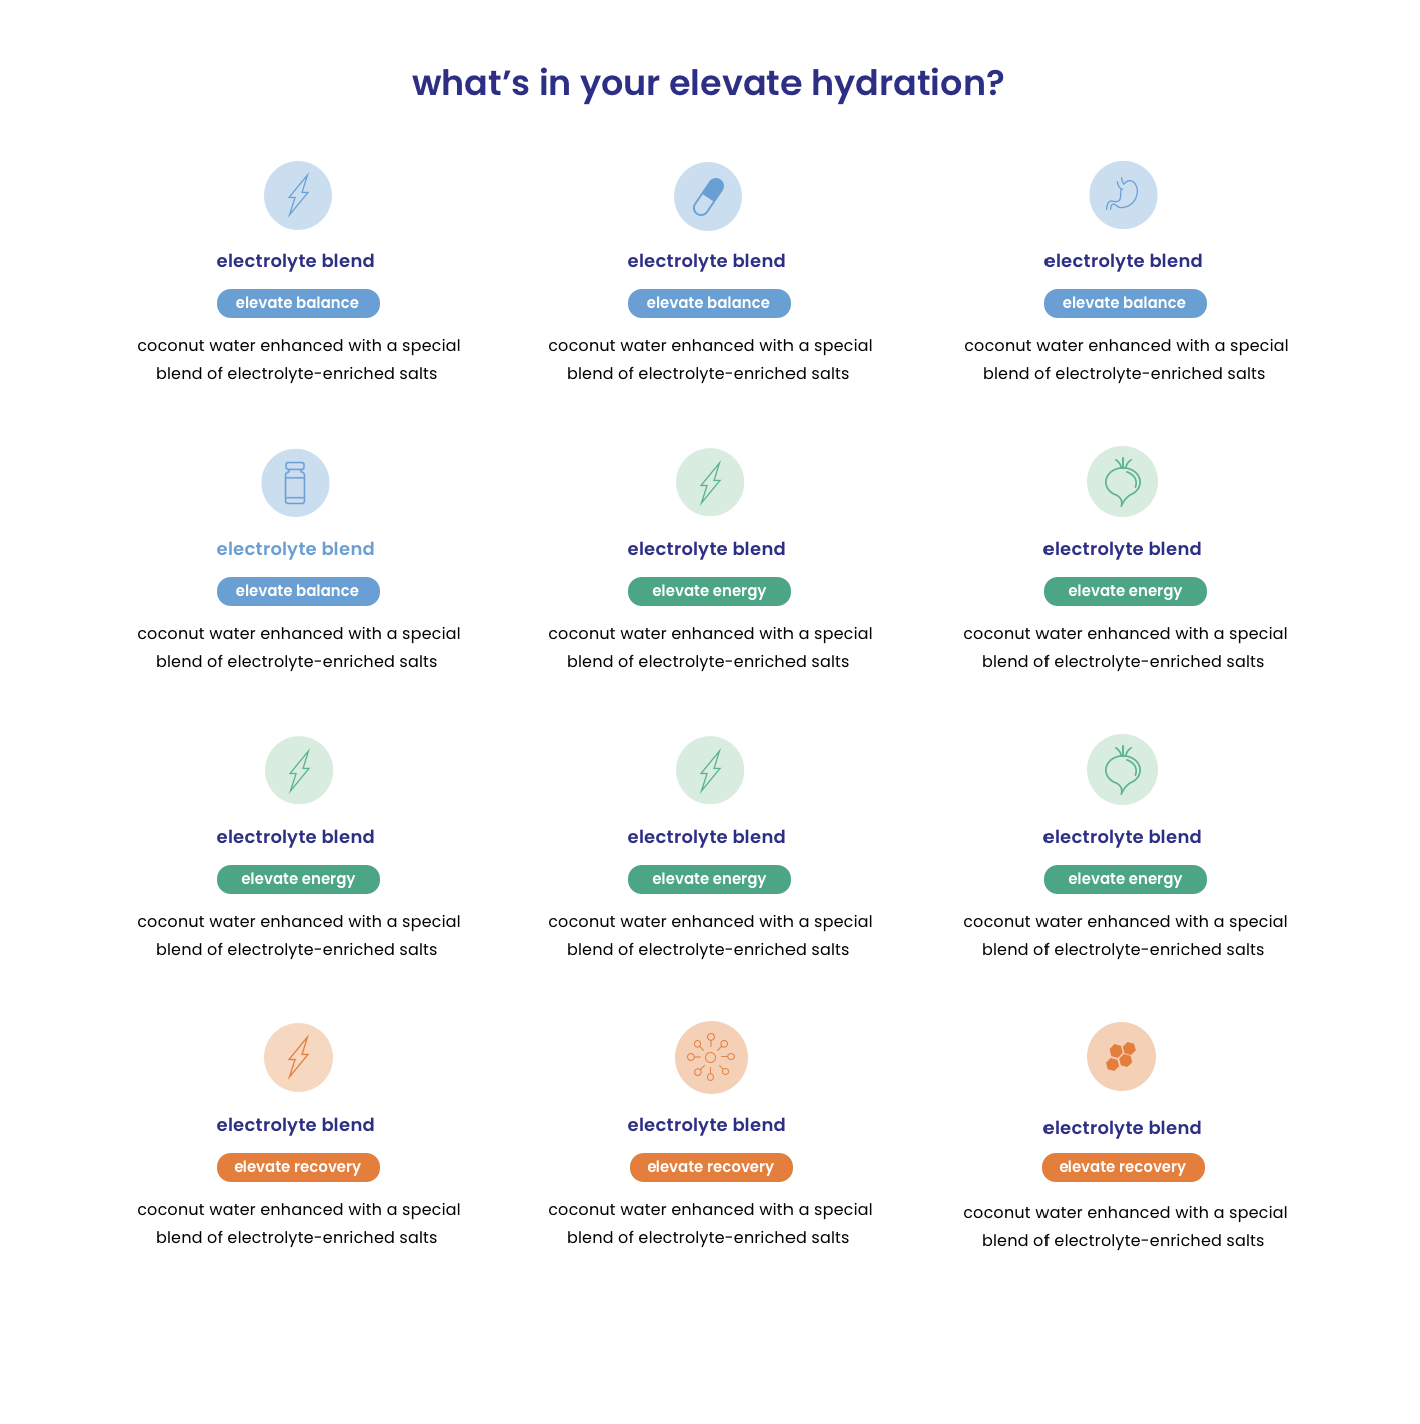 what's in your elevate hydration?
electrolyte blend
elevate balance
coconut water enhanced with a special
blend of electrolyte-enriched salts
electrolyte blend
elevate balance
coconut water enhanced with a special
blend of electrolyte-enriched salts
electrolyte blend
elevate balance
coconut water enhanced with a special
blend of electrolyte-enriched salts
electrolyte blend
elevate balance
coconut water enhanced with a special
blend of electrolyte-enriched salts
electrolyte blend
elevate energy
coconut water enhanced with a special
blend of electrolyte-enriched salts
electrolyte blend
elevate energy
coconut water enhanced with a special
blend of electrolyte-enriched salts
electrolyte blend
elevate energy
coconut water enhanced with a special
blend of electrolyte-enriched salts
electrolyte blend
elevate energy
coconut water enhanced with a special
blend of electrolyte-enriched salts
electrolyte blend
elevate energy
coconut water enhanced with a special
blend of electrolyte-enriched salts
electrolyte blend
elevate recovery
coconut water enhanced with a special
blend of electrolyte-enriched salts
electrolyte blend
elevate recovery
coconut water enhanced with a special
blend of electrolyte-enriched salts
electrolyte blend
elevate recovery
coconut water enhanced with a special
blend of electrolyte-enriched salts